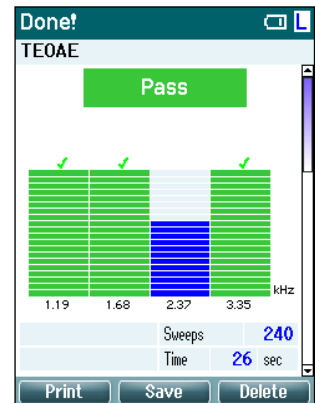 Done! L
TEOAE
Pass
kHz
1.19 1.68 2.37 3.35
Sweeps 240
Time 26 sec
Print Save Delete